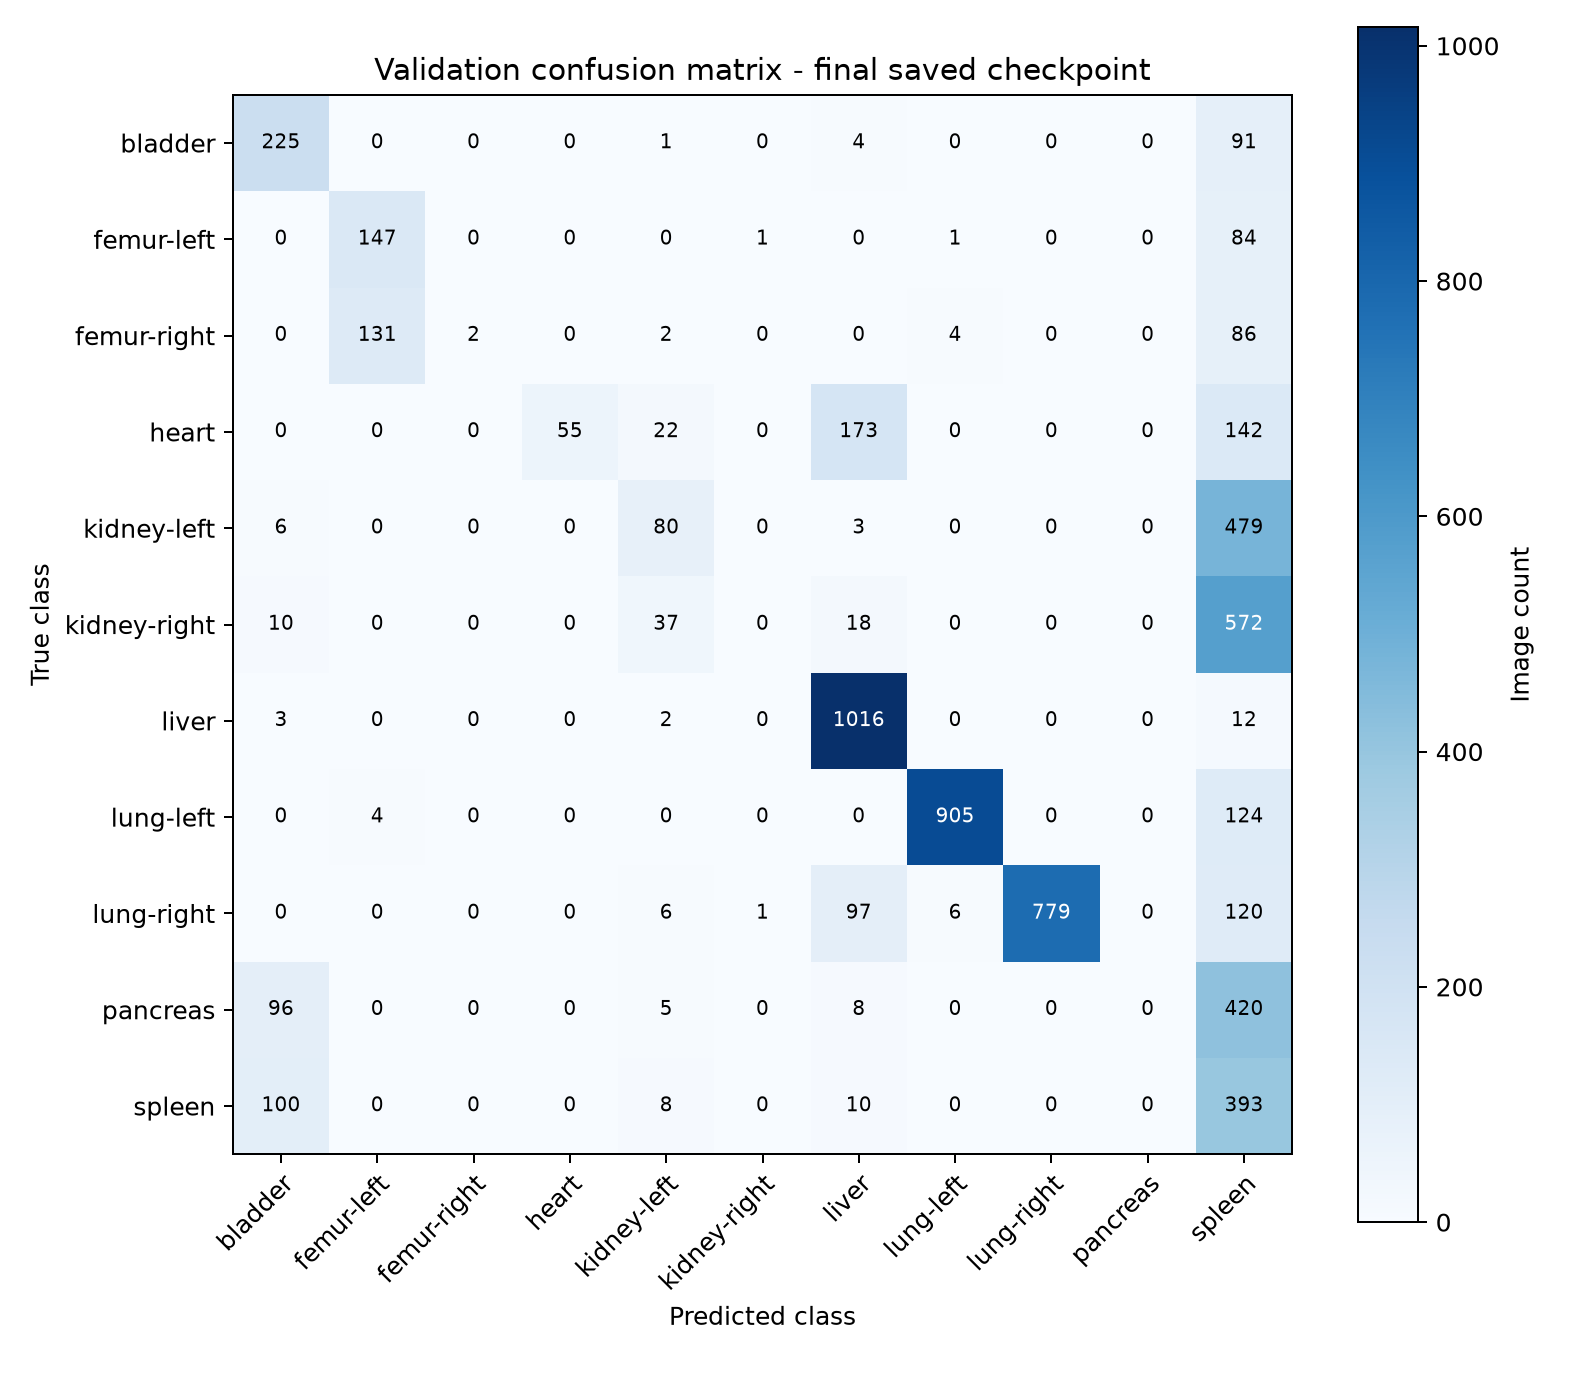 Validation confusion matrix - final saved checkpoint
bladder 225 0 0 0 1 0 4 0 0 0 91
femur-left 0 147 0 0 0 1 0 1 0 0 84
femur-right 0 131 2 0 2 0 0 4 0 0 86
heart 0 0 0 55 22 0 173 0 0 0 142
kidney-left 6 0 0 0 80 0 3 0 0 0 479
kidney-right 10 0 0 0 37 0 18 0 0 0 572
liver 3 0 0 0 2 0 1016 0 0 0 12
lung-left 0 4 0 0 0 0 0 905 0 0 124
lung-right 0 0 0 0 6 1 97 6 779 0 120
pancreas 96 0 0 0 5 0 8 0 0 0 420
spleen 100 0 0 0 8 0 10 0 0 0 393
bladder femur-left femur-right heart kidney-left kidney-right liver lung-left lung-right pancreas spleen
Predicted class
True class
1000
800
600
400
200
0
Image count